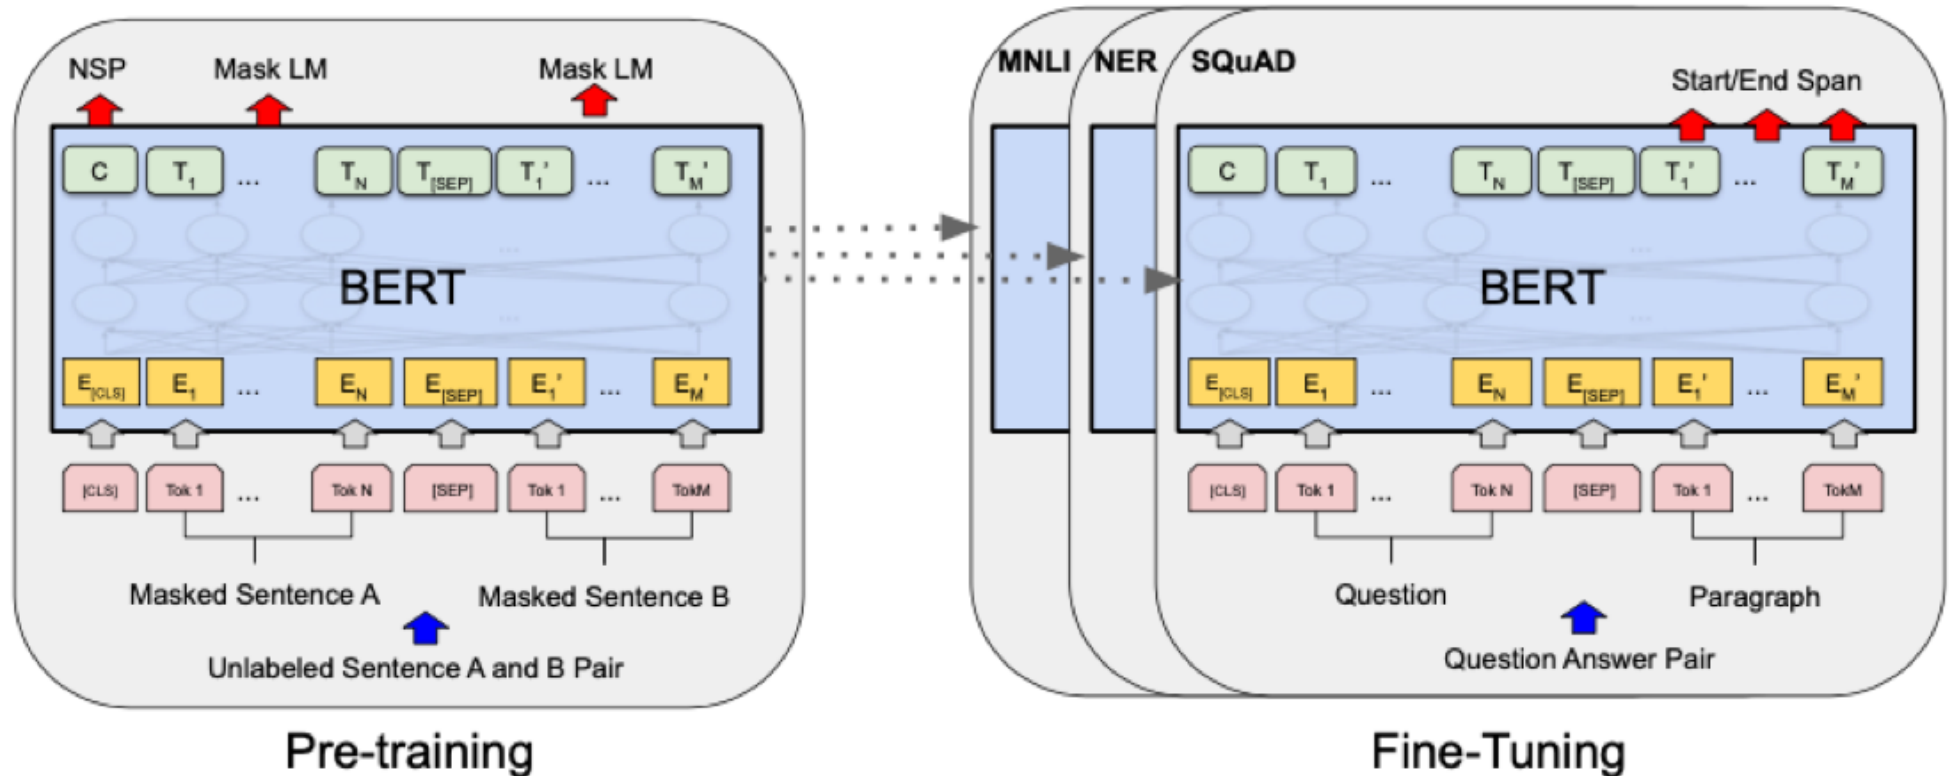 NSP Mask LM Mask LM
C T1 ... TN T[SEP] T1' ... TM'
BERT
E[CLS] E1 ... EN E[SEP] E1' ... EM'
[CLS] Tok 1 ... Tok N [SEP] Tok 1 ... TokM
Masked Sentence A Masked Sentence B
Unlabeled Sentence A and B Pair
Pre-training
MNLI NER SQuAD
Start/End Span
C T1 ... TN T[SEP] T1' ... TM'
BERT
E[CLS] E1 ... EN E[SEP] E1' ... EM'
[CLS] Tok 1 ... Tok N [SEP] Tok 1 ... TokM
Question Paragraph
Question Answer Pair
Fine-Tuning